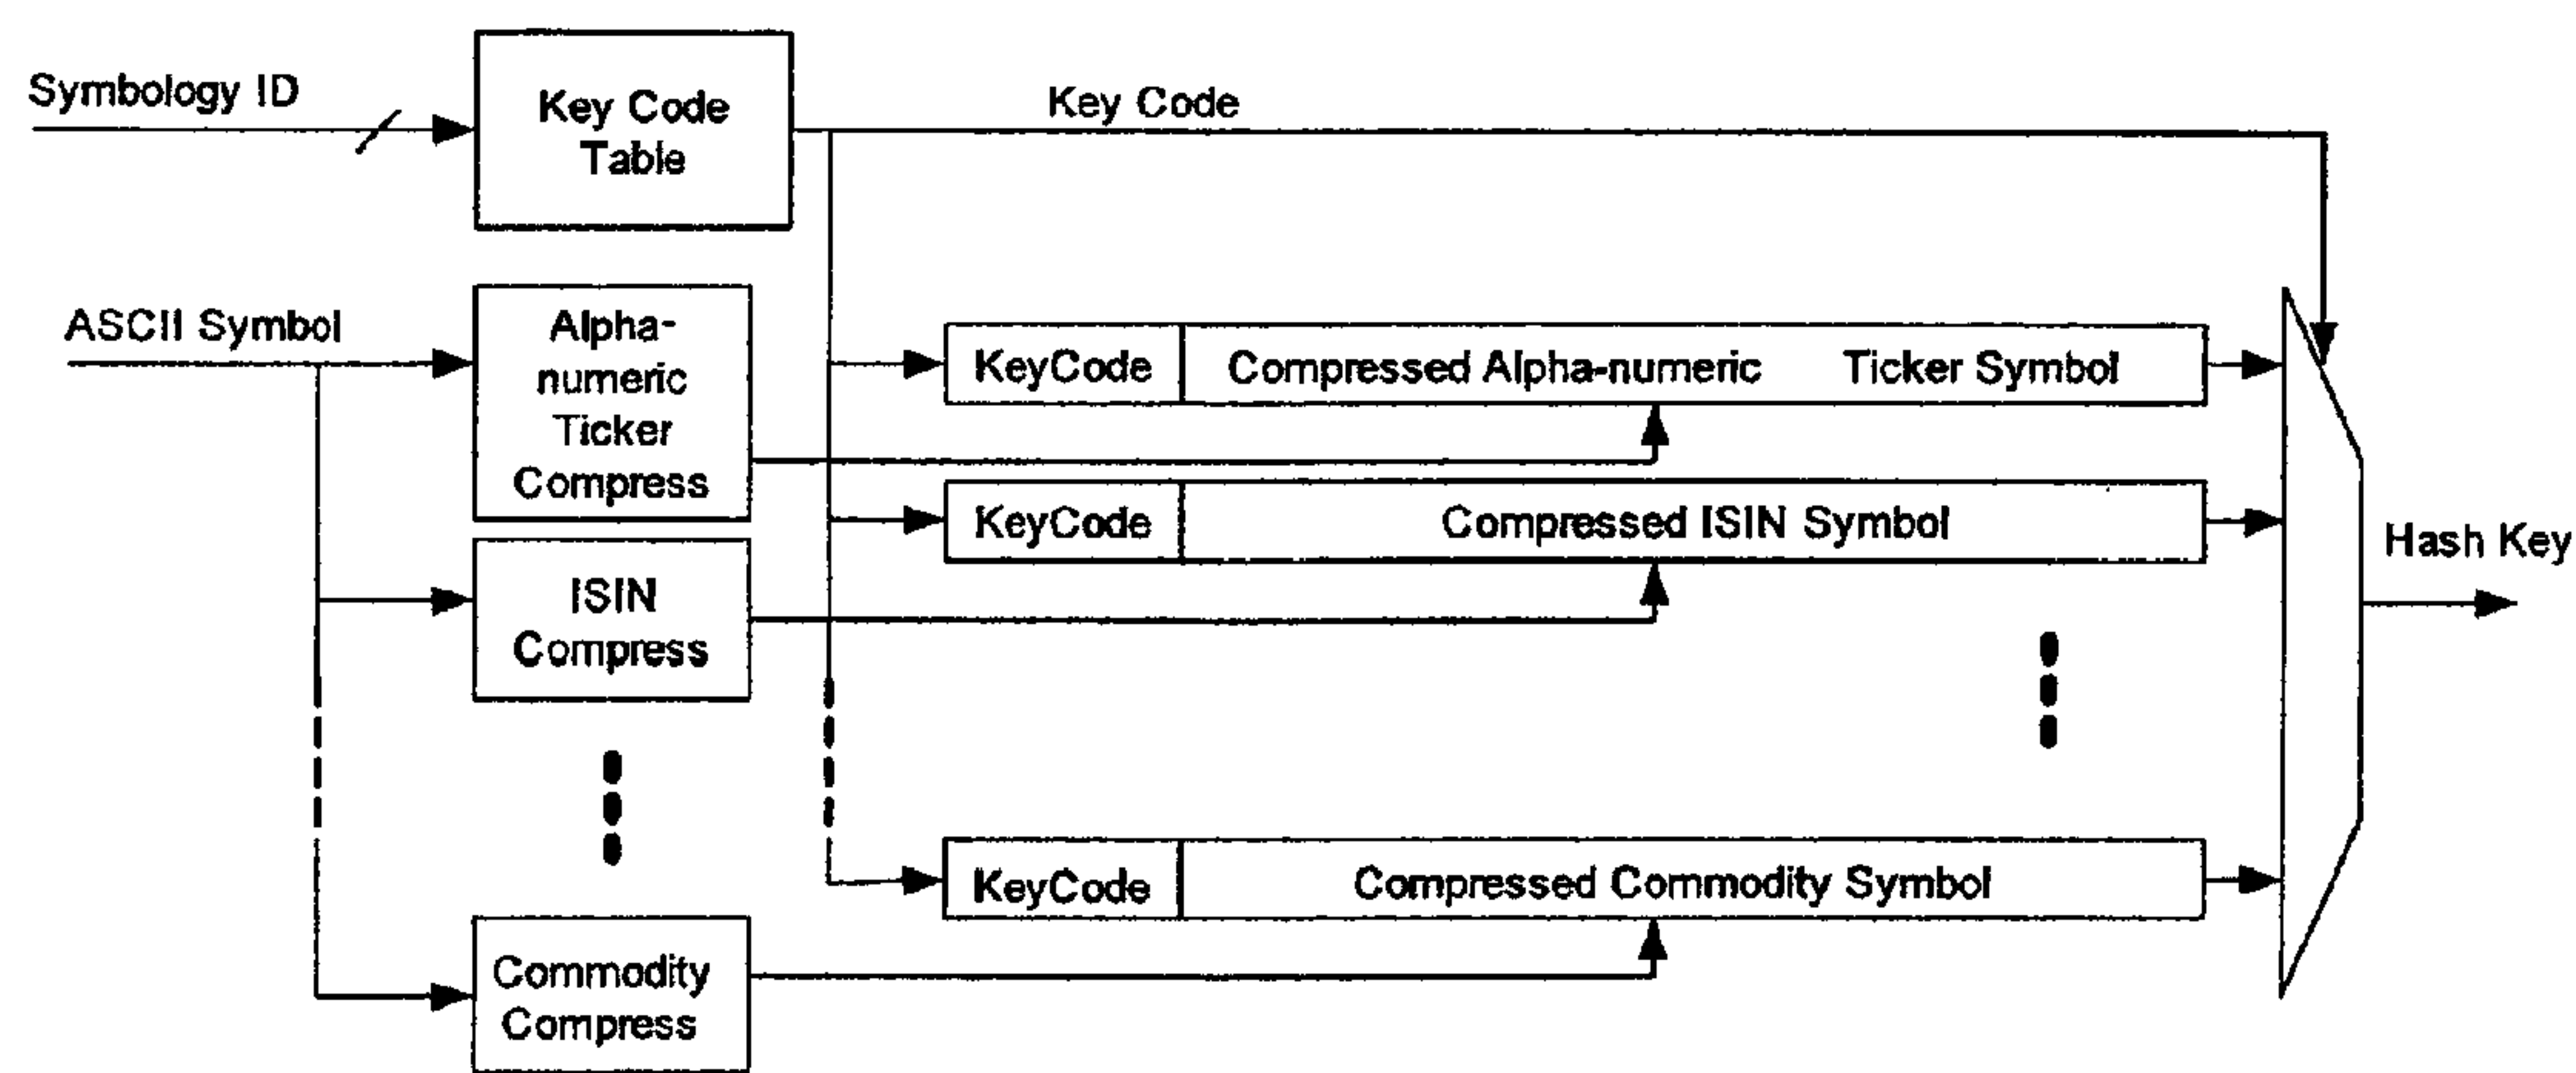 Symbology ID
Key Code
Table
Key Code
ASCII Symbol
Alpha-
numeric
Ticker
Compress
KeyCode
Compressed Alpha-numeric Ticker Symbol
KeyCode
Compressed ISIN Symbol
Hash Key
ISIN
Compress
KeyCode
Compressed Commodity Symbol
Commodity
Compress